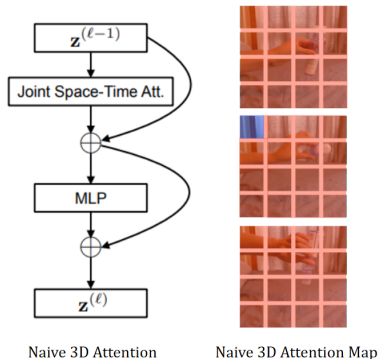 z^(ℓ−1)
Joint Space-Time Att.
MLP
z^(ℓ)
Naive 3D Attention
Naive 3D Attention Map